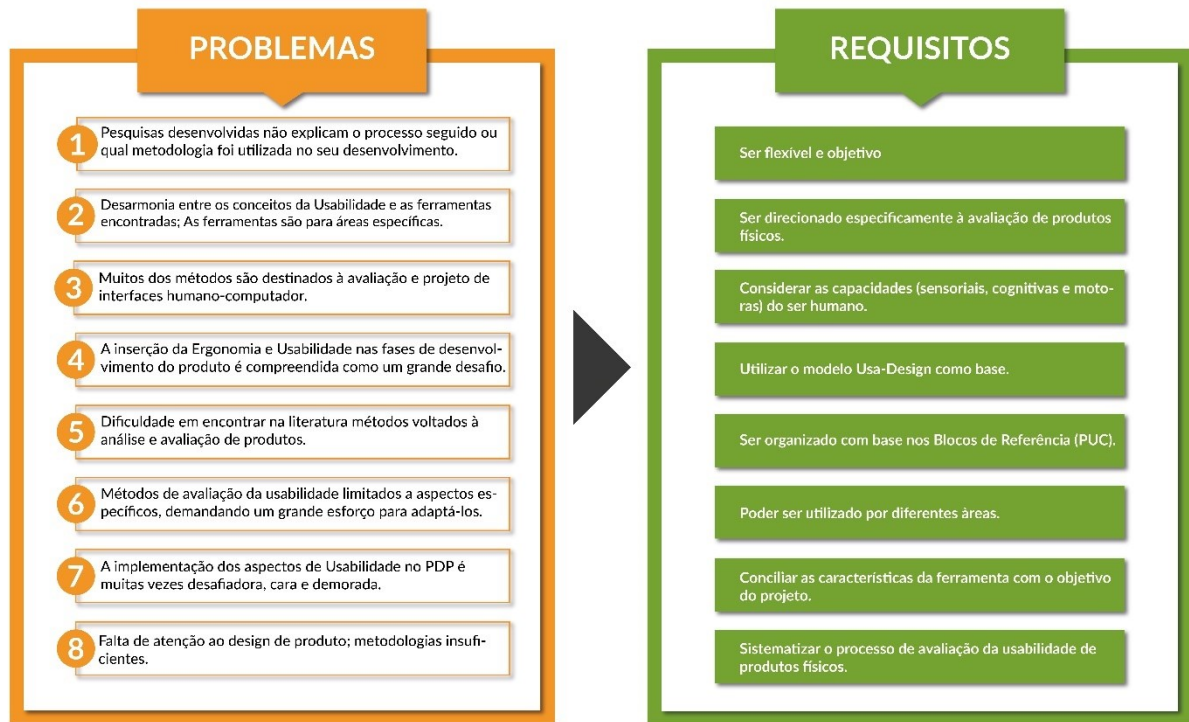 PROBLEMAS
1
Pesquisas desenvolvidas não explicam o processo seguido ou
qual metodologia foi utilizada no seu desenvolvimento.
2
Desarmonia entre os conceitos da Usabilidade e as ferramentas
encontradas; As ferramentas são para áreas específicas.
3
Muitos dos métodos são destinados à avaliação e projeto de
interfaces humano-computador.
4
A inserção da Ergonomia e Usabilidade nas fases de desenvol-
vimento do produto é compreendida como um grande desafio.
5
Dificuldade em encontrar na literatura métodos voltados à
análise e avaliação de produtos.
6
Métodos de avaliação da usabilidade limitados a aspectos es-
pecíficos, demandando um grande esforço para adaptá-los.
7
A implementação dos aspectos de Usabilidade no PDP é
muitas vezes desafiadora, cara e demorada.
8
Falta de atenção ao design de produto; metodologias insufi-
cientes.
REQUISITOS
Ser flexível e objetivo
Ser direcionado especificamente à avaliação de produtos
físicos.
Considerar as capacidades (sensoriais, cognitivas e moto-
ras) do ser humano.
Utilizar o modelo Usa-Design como base.
Ser organizado com base nos Blocos de Referência (PUC).
Poder ser utilizado por diferentes áreas.
Conciliar as características da ferramenta com o objetivo
do projeto.
Sistematizar o processo de avaliação da usabilidade de
produtos físicos.